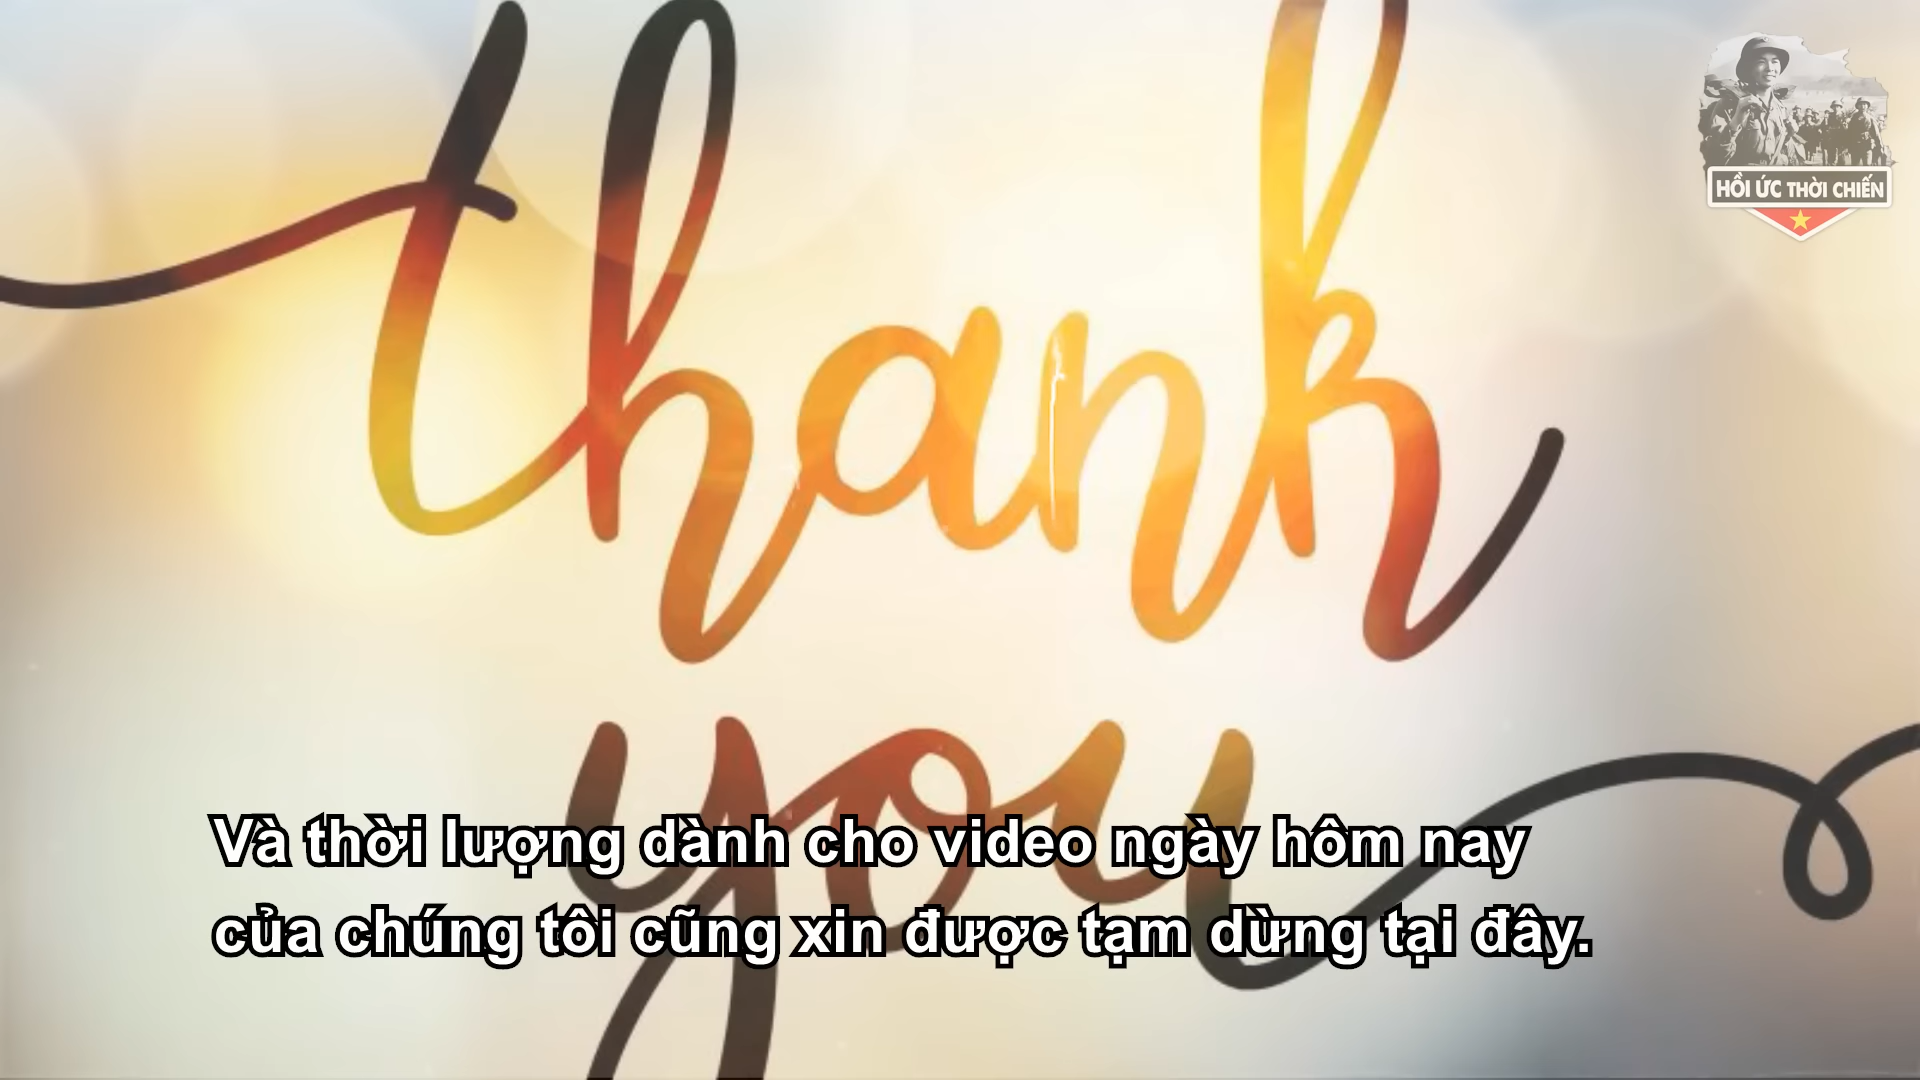 HỒI ỨC THỜI CHIẾN
thank
you
Và thời lượng dành cho video ngày hôm nay
của chúng tôi cũng xin được tạm dừng tại đây.